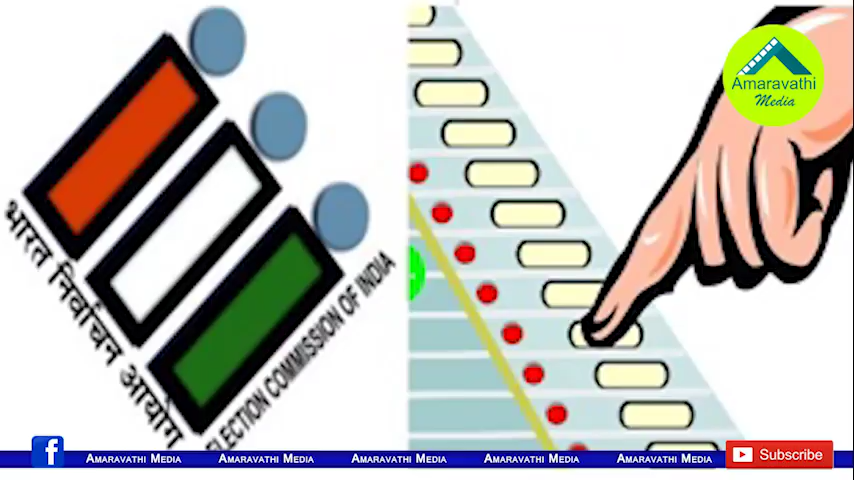 Amaravathi
Media
भारत निर्वाचन आयोग
ELECTION COMMISSION OF INDIA
f Amaravathi Media Amaravathi Media Amaravathi Media Amaravathi Media Amaravathi Media Subscribe